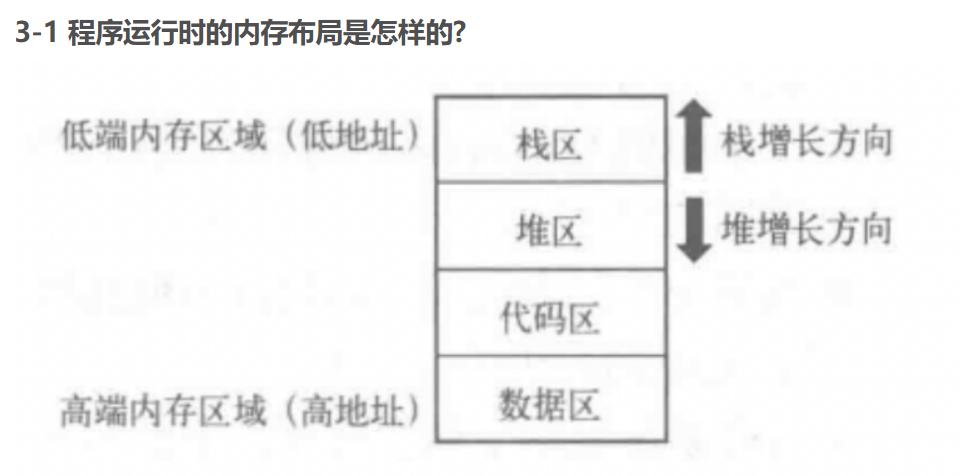 3-1 程序运行时的内存布局是怎样的?
低端内存区域（低地址）
栈区
栈增长方向
堆区
堆增长方向
代码区
高端内存区域（高地址）
数据区